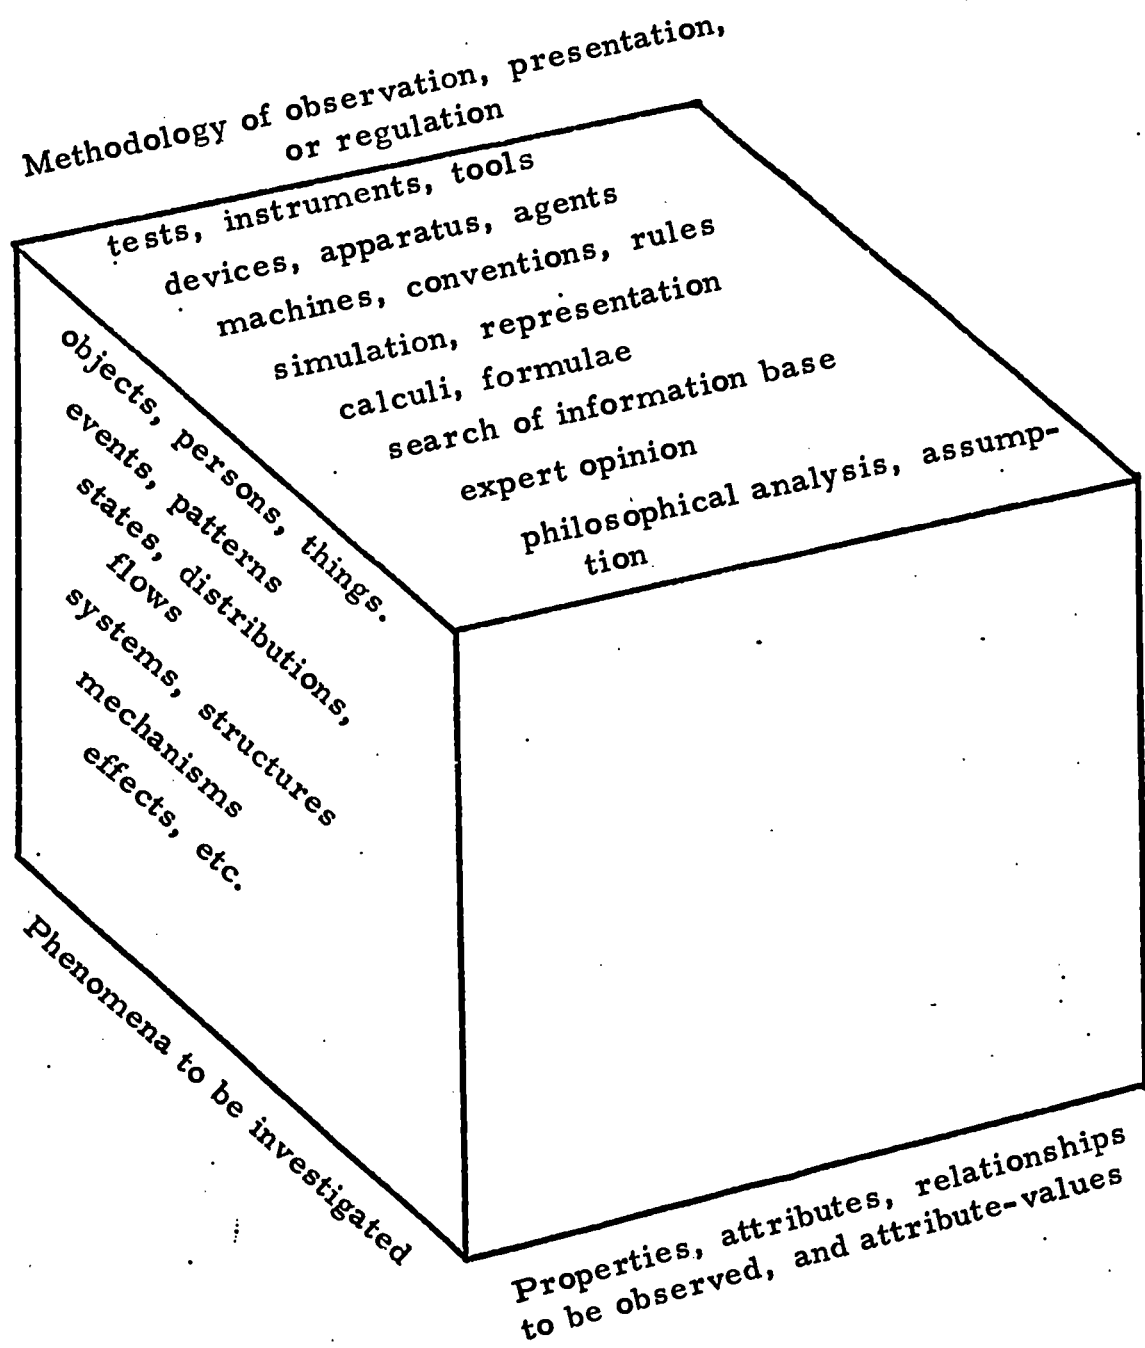 Methodology of observation, presentation,
or regulation
tests, instruments, tools
devices, apparatus, agents
machines, conventions, rules
simulation, representation
calculi, formulae
search of information base
expert opinion
philosophical analysis, assump-
tion
objects, persons, things.
events, patterns
states, distributions,
flows
systems, structures
mechanisms
effects, etc.
Phenomena to be investigated
Properties, attributes, relationships
to be observed, and attribute-values